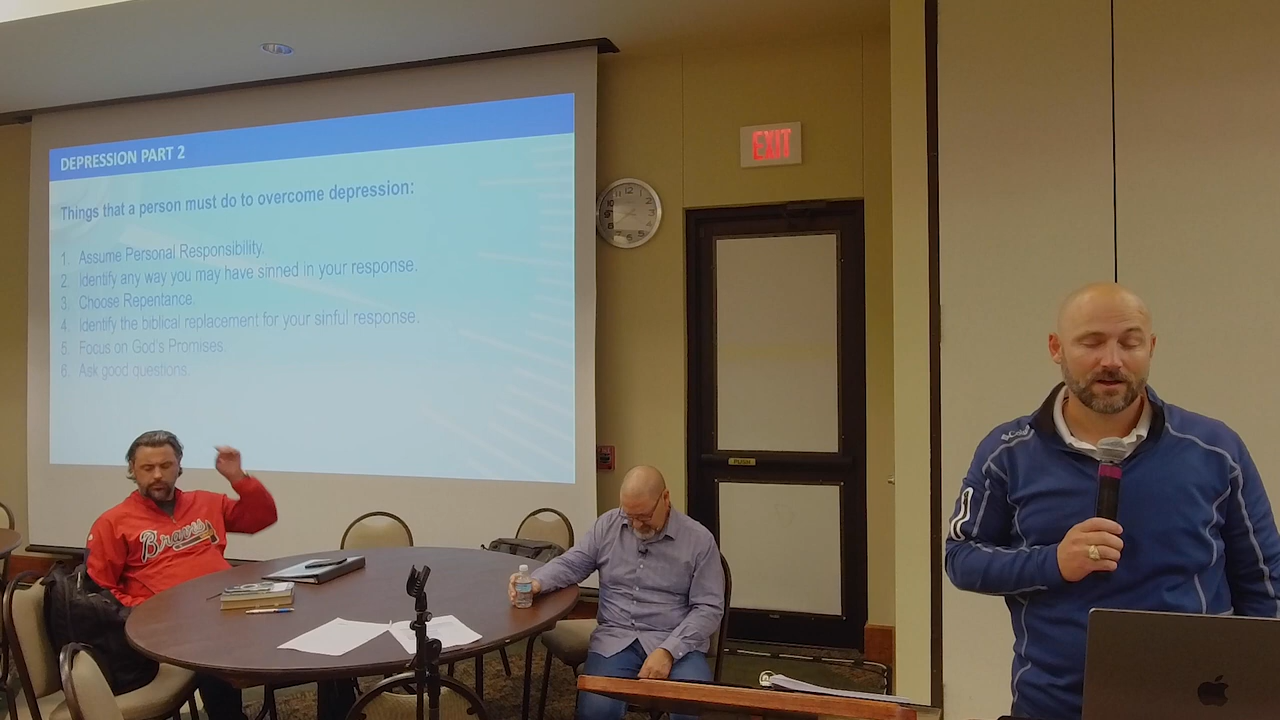 DEPRESSION PART 2
Things that a person must do to overcome depression:
1. Assume Personal Responsibility.
2. Identify any way you may have sinned in your response.
3. Choose Repentance.
4. Identify the biblical replacement for your sinful response.
5. Focus on God's Promises.
6. Ask good questions.
EXIT
PUSH
Braves